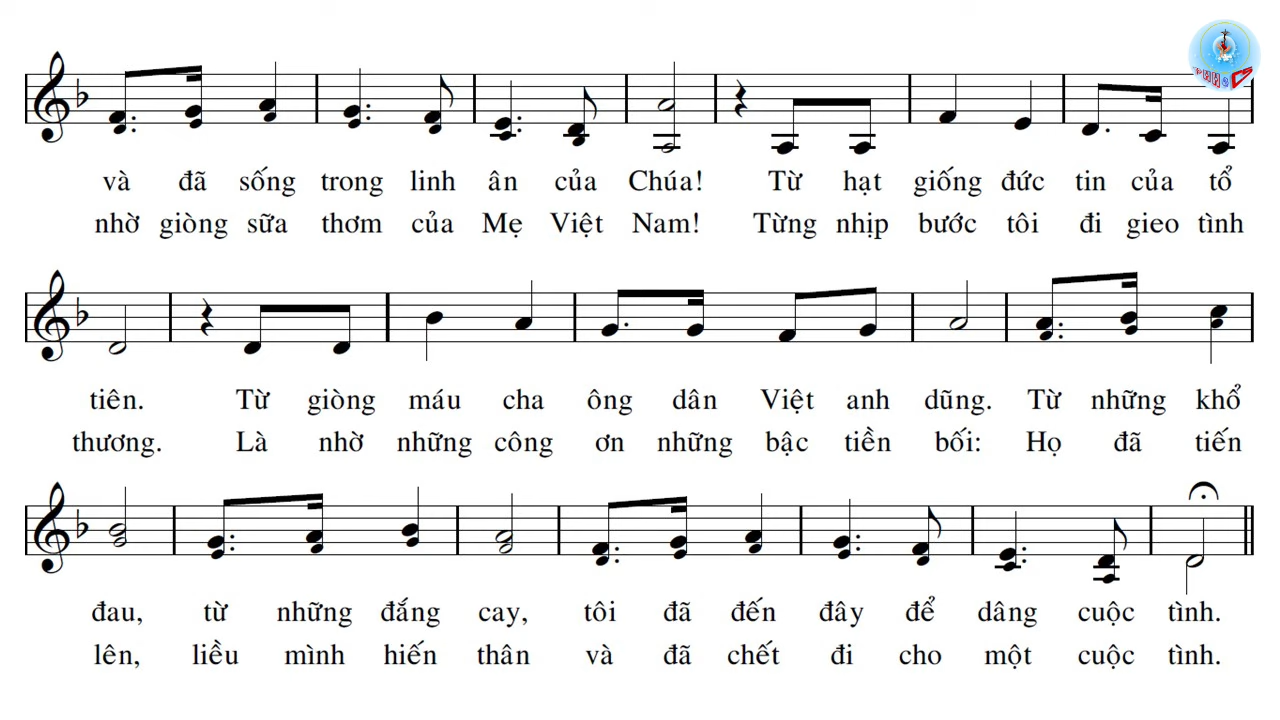 và đã sống trong linh ân của Chúa! Từ hạt giống đức tin của tổ
nhờ giòng sữa thơm của Mẹ Việt Nam! Từng nhịp bước tôi đi gieo tình
tiên. Từ giòng máu cha ông dân Việt anh dũng. Từ những khổ
thương. Là nhờ những công ơn những bậc tiền bối: Họ đã tiến
đau, từ những đắng cay, tôi đã đến đây để dâng cuộc tình.
lên, liều mình hiến thân và đã chết đi cho một cuộc tình.